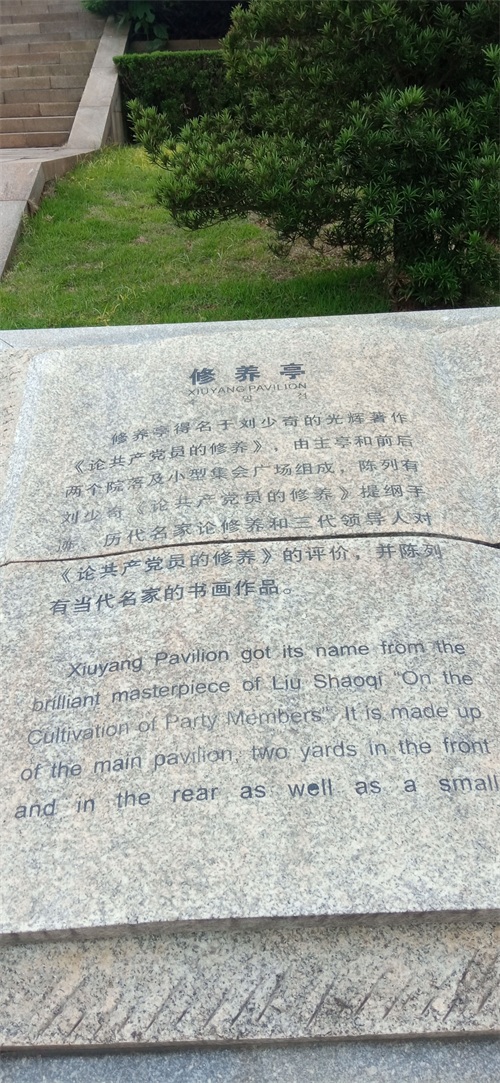 修养亭
XIUYANG PAVILION
수양정
修养亭得名于刘少奇的光辉著作
《论共产党员的修养》，由主亭和前后
两个院落及小型集会广场组成，陈列有
刘少奇《论共产党员的修养》提纲手
历代名家论修养和三代领导人对
《论共产党员的修养》的评价，并陈列
有当代名家的书画作品。
Xiuyang Pavilion got its name from the
brilliant masterpiece of Liu Shaoqi "On the
Cultivation of Party Members". It is made up
of the main pavilion, two yards in the front
and in the rear as well as a small